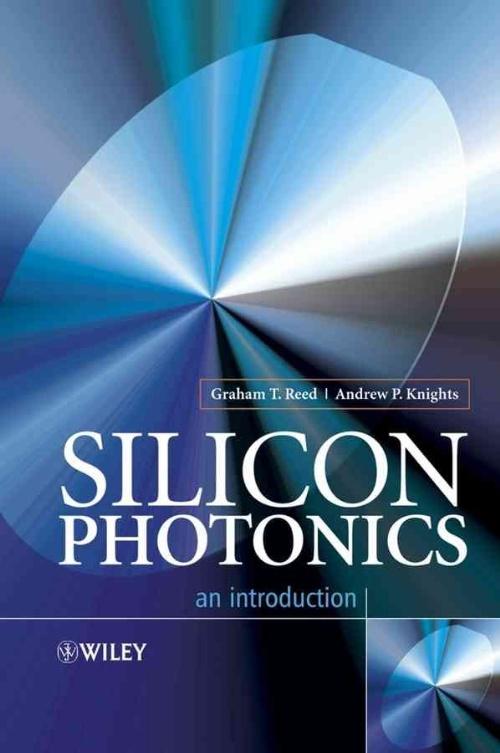 Graham T. Reed | Andrew P. Knights
SILICON
PHOTONICS
an introduction
WILEY